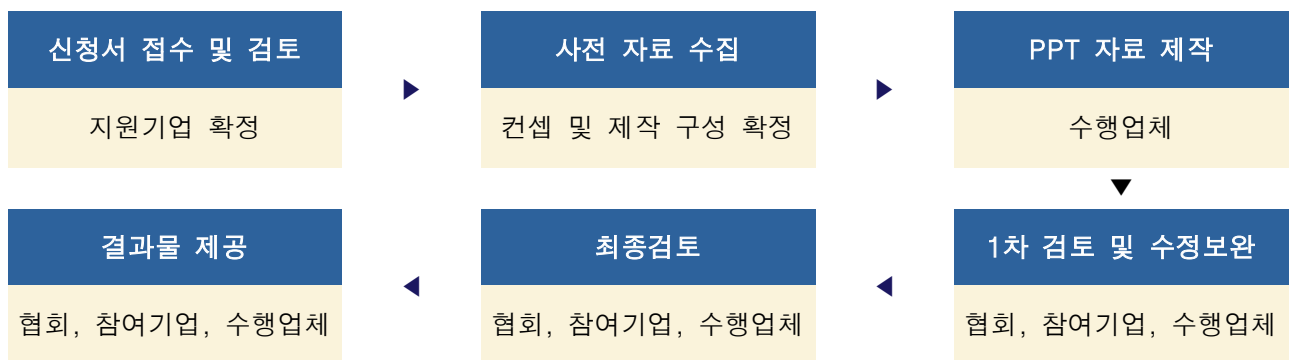 신청서 접수 및 검토
지원기업 확정
▶
사전 자료 수집
컨셉 및 제작 구성 확정
▶
PPT 자료 제작
수행업체
▼
1차 검토 및 수정보완
협회, 참여기업, 수행업체
◀
최종검토
협회, 참여기업, 수행업체
◀
결과물 제공
협회, 참여기업, 수행업체